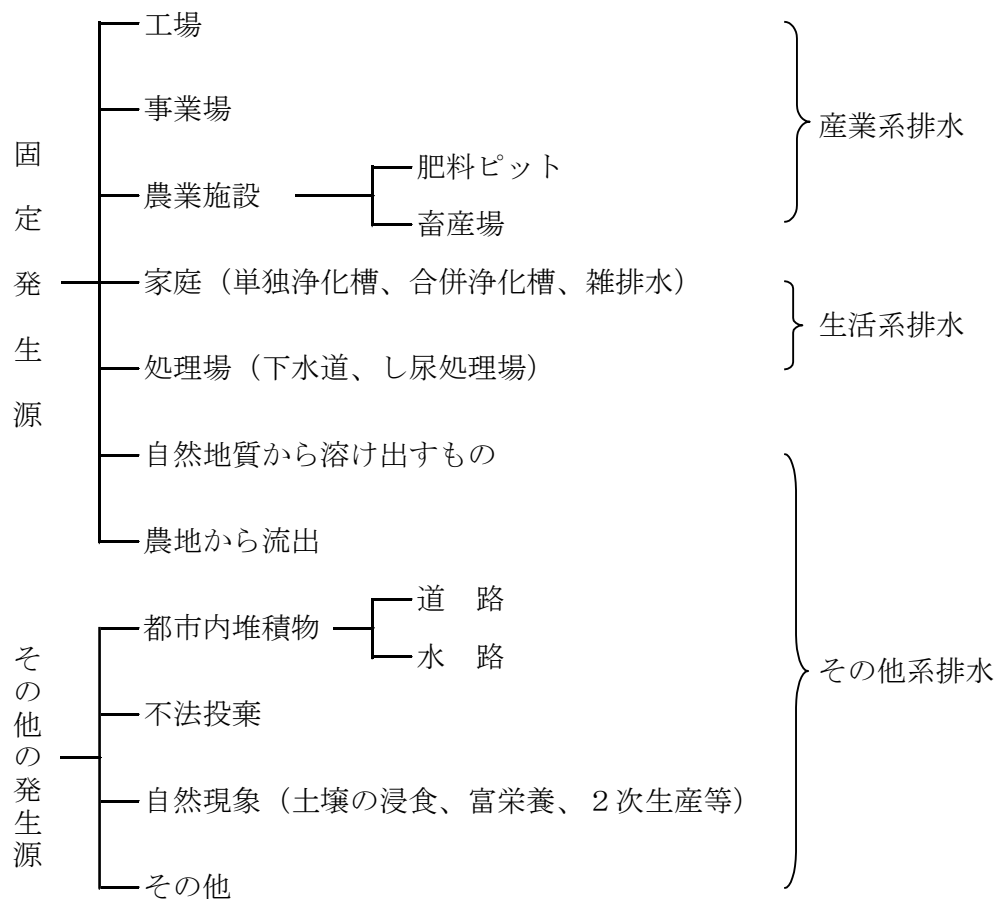 固定発生源
工場
事業場
農業施設
肥料ピット
畜産場
家庭（単独浄化槽、合併浄化槽、雑排水）
処理場（下水道、し尿処理場）
自然地質から溶け出すもの
農地から流出
産業系排水
生活系排水
その他の発生源
都市内堆積物
道　路
水　路
不法投棄
自然現象（土壌の浸食、富栄養、２次生産等）
その他
その他系排水